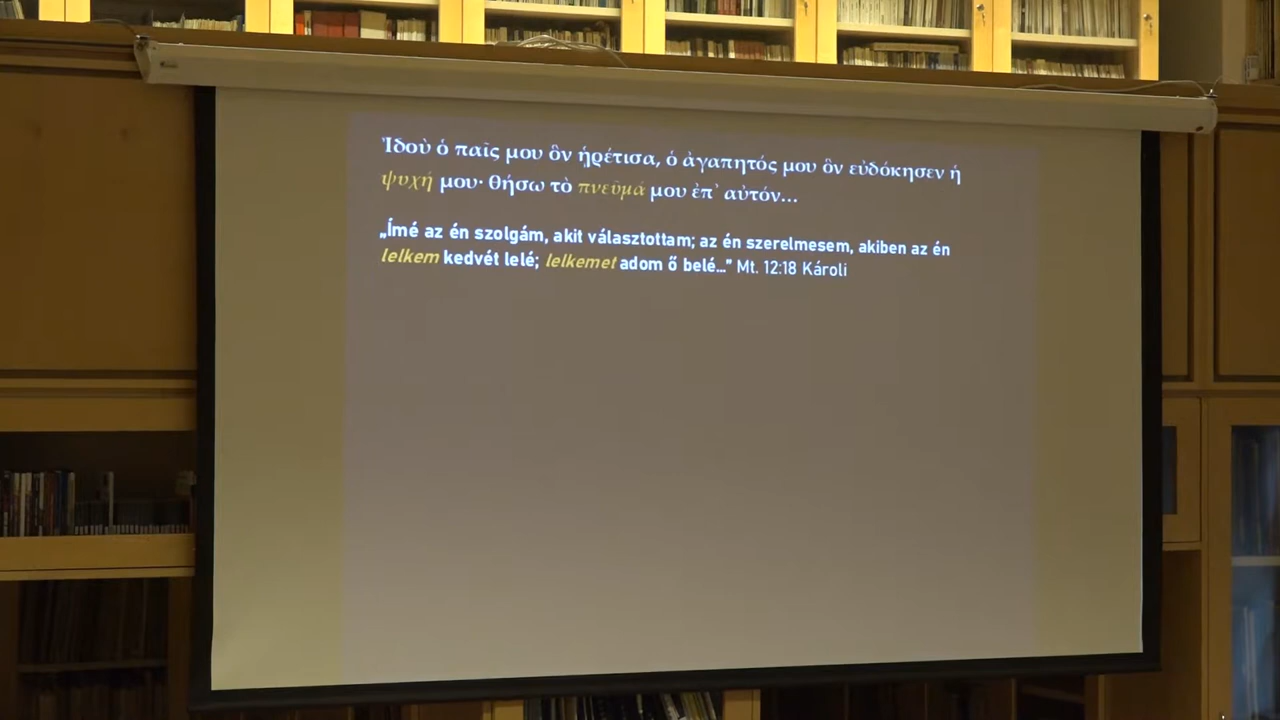 Ἰδοὺ ὁ παῖς μου ὃν ᾑρέτισα, ὁ ἀγαπητός μου ὃν εὐδόκησεν ἡ
ψυχή μου· θήσω τὸ πνεῦμά μου ἐπ᾽ αὐτόν...
„Ímé az én szolgám, akit választottam; az én szerelmesem, akiben az én
lelkem kedvét lelé; lelkemet adom ő belé...” Mt. 12:18 Károli